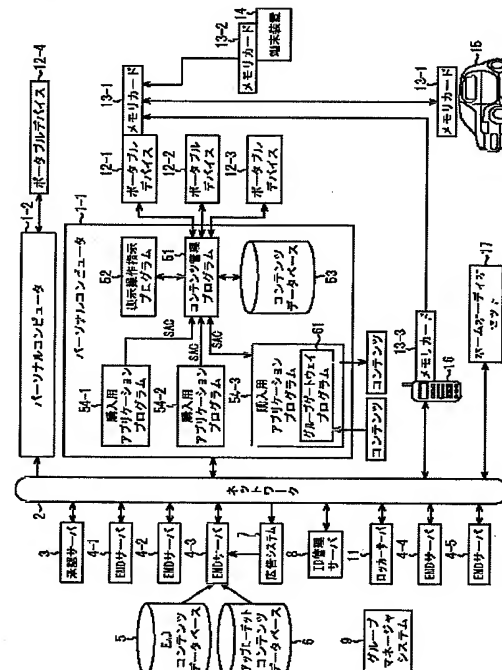 12-4
ポータブルデバイス
1-2
パーソナルコンピュータ
13-2
14
メモリカード
端末装置
13-1
メモリカード
12-1
ポータブル
デバイス
12-2
ポータブル
デバイス
12-3
ポータブル
デバイス
13-1
メモリカード
15
1-1
パーソナルコンピュータ
52
表示操作指示
プログラム
51
コンテンツ管理
プログラム
53
コンテンツ
データベース
SAC
SAC
SAC
54-1
購入用
アプリケーション
プログラム
54-2
購入用
アプリケーション
プログラム
54-3
購入用
アプリケーション
プログラム
61
グループゲートウェイ
プログラム
コンテンツ
コンテンツ
13-3
メモリカード
16
17
ホームオーディオ
セット
2
ネットワーク
3
サーバ
4-1
EMDサーバ
4-2
EMDサーバ
4-3
EMDサーバ
7
広告システム
8
ID管理
サーバ
11
ロッカーサーバ
4-4
EMDサーバ
4-5
EMDサーバ
5
コンテンツ
データベース
6
コンテンツ
データベース
9
グループ
マネージャ
システム